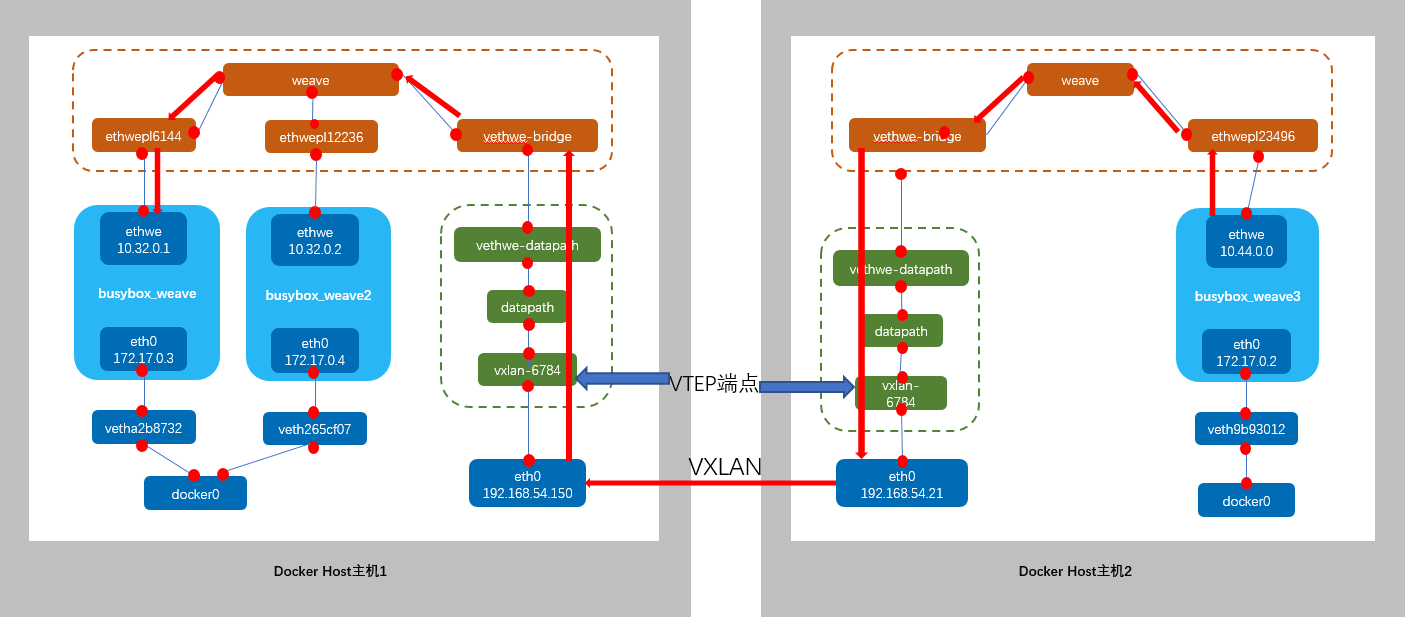 weave
ethwepl6144
ethwepl12236
vethwe-bridge
ethwe
10.32.0.1
busybox_weave
eth0
172.17.0.3
ethwe
10.32.0.2
busybox_weave2
eth0
172.17.0.4
vethwe-datapath
datapath
vxlan-6784
vetha2b8732
veth265cf07
docker0
eth0
192.168.54.150
Docker Host主机1
VTEP端点
VXLAN
weave
vethwe-bridge
ethwepl23496
vethwe-datapath
datapath
vxlan-
6784
eth0
192.168.54.21
ethwe
10.44.0.0
busybox_weave3
eth0
172.17.0.2
veth9b93012
docker0
Docker Host主机2